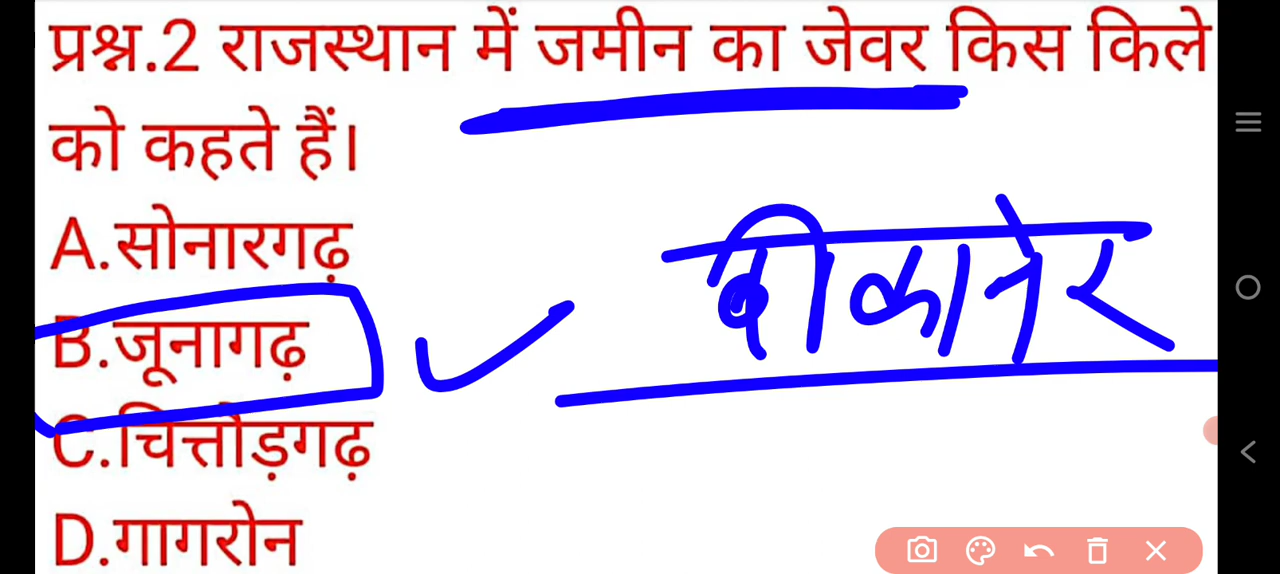 प्रश्न.2 राजस्थान में जमीन का जेवर किस किले
को कहते हैं।
A.सोनारगढ़
बीकानेर
B.जूनागढ़
C.चित्तौड़गढ़
D.गागरोन